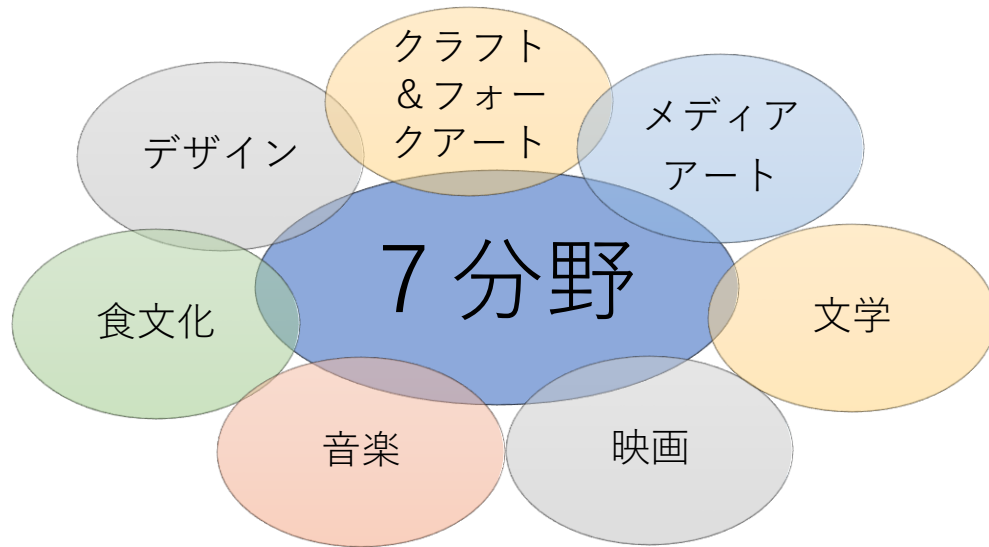 クラフト
＆フォー
クアート
メディア
アート
デザイン
７分野
文学
食文化
音楽
映画